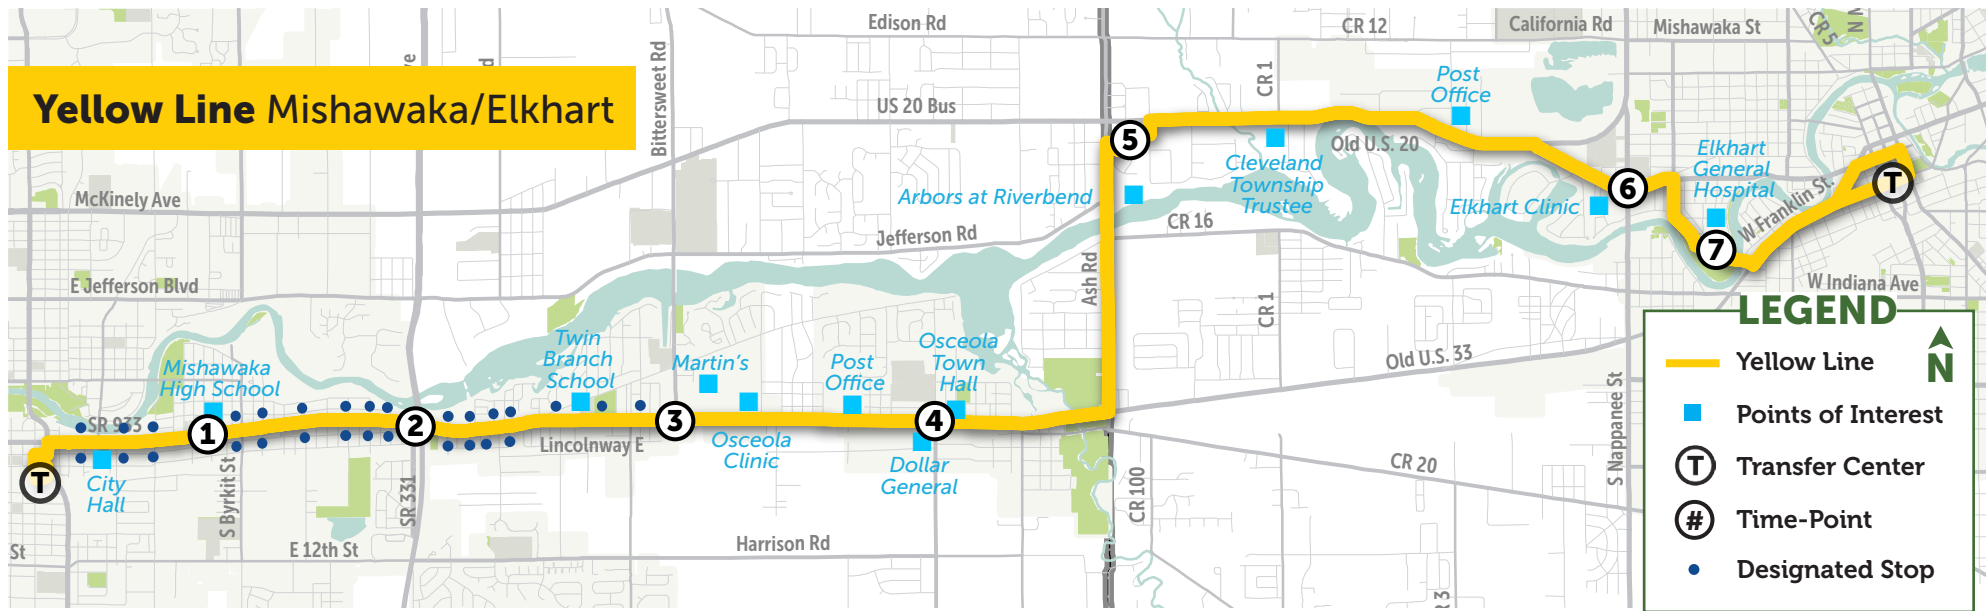 Yellow Line Mishawaka/Elkhart
Edison Rd
CR 12
California Rd
Mishawaka St
CR 5
Bittersweet Rd
US 20 Bus
CR 1
Post
Office
Old U.S. 20
5
Cleveland
Township
Trustee
Elkhart
General
Hospital
McKinely Ave
Arbors at Riverbend
Elkhart Clinic
6
W Franklin St.
T
Jefferson Rd
CR 16
7
E Jefferson Blvd
Ash Rd
CR 1
W Indiana Ave
Mishawaka
High School
Twin
Branch
School
Martin's
Post
Office
Osceola
Town
Hall
Old U.S. 33
S Nappanee St
SR 933
1
2
3
4
Lincolnway E
Osceola
Clinic
Dollar
General
CR 20
T
City
Hall
S Byrkit St
SR 331
CR 100
St
E 12th St
Harrison Rd
LEGEND
N
Yellow Line
Points of Interest
T Transfer Center
# Time-Point
Designated Stop